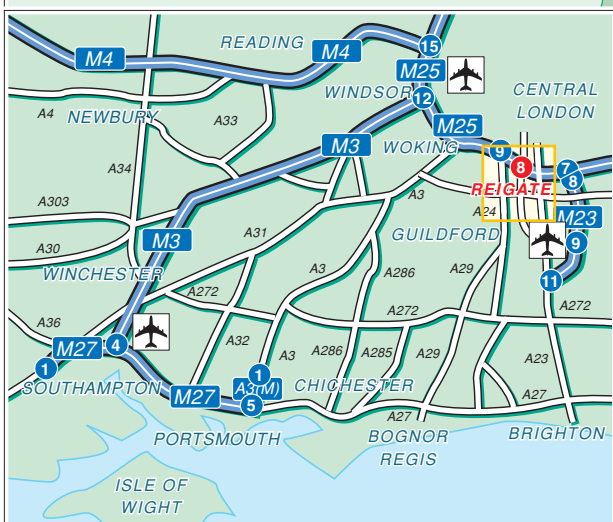 READING
15
M4
M4
M25
WINDSOR
CENTRAL
LONDON
12
A4
NEWBURY
A33
M25
M3
WOKING
9
8
7
8
A34
REIGATE
A3
A303
A24
M23
GUILDFORD
9
M3
A31
A30
WINCHESTER
A3
A286
A29
11
A272
A272
A272
A36
M27
4
A32
A3
A286
A285
A29
A23
1
1
SOUTHAMPTON
M27
A3(M)
CHICHESTER
5
A27
A27
PORTSMOUTH
BOGNOR
REGIS
BRIGHTON
ISLE OF
WIGHT